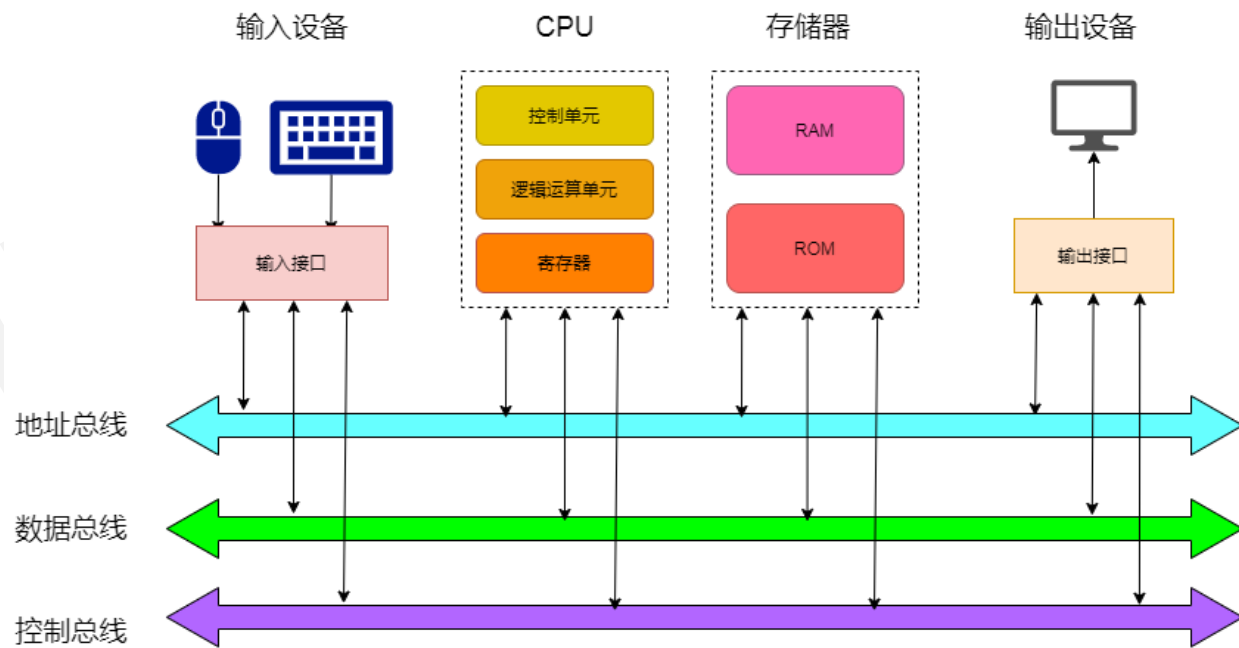 输入设备
CPU
存储器
输出设备
控制单元
逻辑运算单元
寄存器
RAM
ROM
输入接口
输出接口
地址总线
数据总线
控制总线